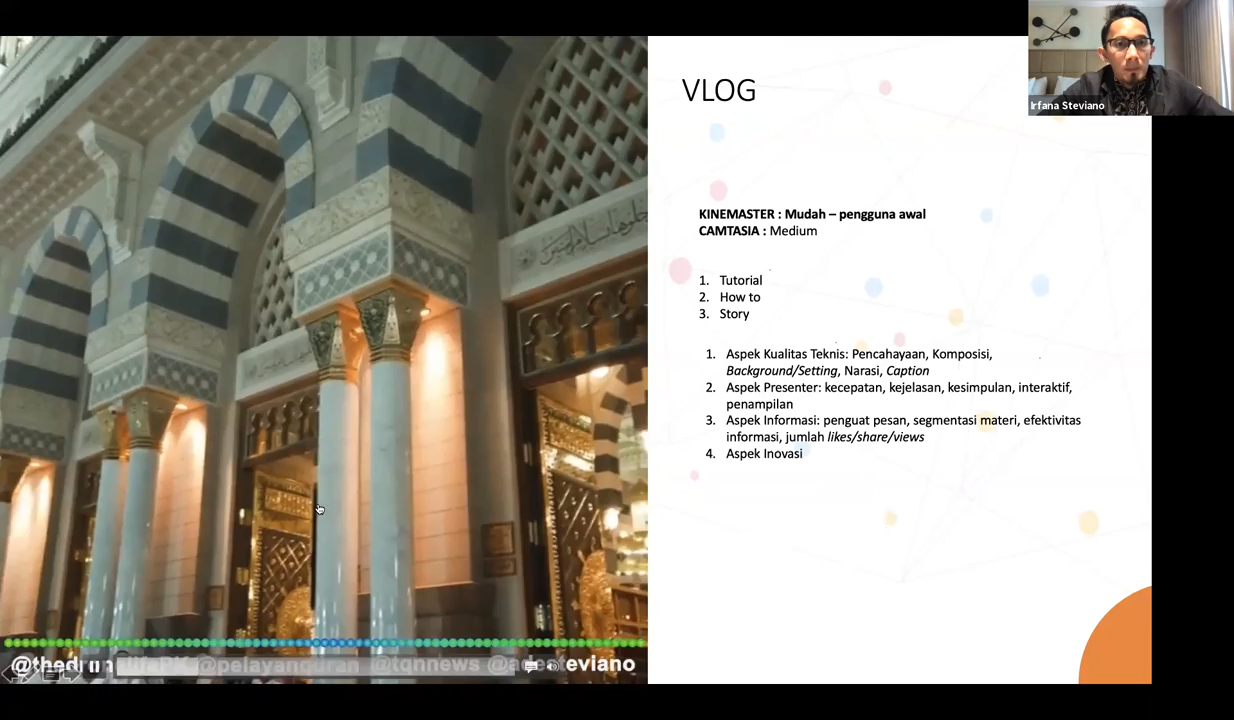 Irfana Steviano
VLOG
KINEMASTER : Mudah – pengguna awal
CAMTASIA : Medium
1. Tutorial
2. How to
3. Story
1. Aspek Kualitas Teknis: Pencahayaan, Komposisi,
Background/Setting, Narasi, Caption
2. Aspek Presenter: kecepatan, kejelasan, kesimpulan, interaktif,
penampilan
3. Aspek Informasi: penguat pesan, segmentasi materi, efektivitas
informasi, jumlah likes/share/views
4. Aspek Inovasi
@pelayanquran @tqnnews